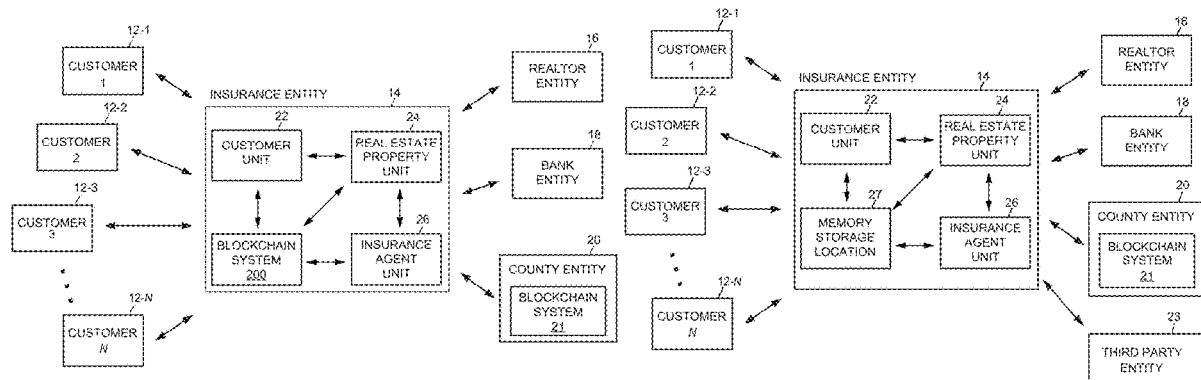 12-1
CUSTOMER
1
12-2
CUSTOMER
2
12-3
CUSTOMER
3
12-N
CUSTOMER
N
INSURANCE ENTITY
14
22
CUSTOMER
UNIT
24
REAL ESTATE
PROPERTY
UNIT
BLOCKCHAIN
SYSTEM
200
26
INSURANCE
AGENT
UNIT
16
REALTOR
ENTITY
18
BANK
ENTITY
20
COUNTY ENTITY
BLOCKCHAIN
SYSTEM
21
12-1
CUSTOMER
1
12-2
CUSTOMER
2
12-3
CUSTOMER
3
12-N
CUSTOMER
N
INSURANCE ENTITY
14
22
CUSTOMER
UNIT
24
REAL ESTATE
PROPERTY UNIT
27
MEMORY
STORAGE
LOCATION
26
INSURANCE
AGENT
UNIT
16
REALTOR
ENTITY
18
BANK
ENTITY
20
COUNTY ENTITY
BLOCKCHAIN
SYSTEM
21
23
THIRD PARTY
ENTITY